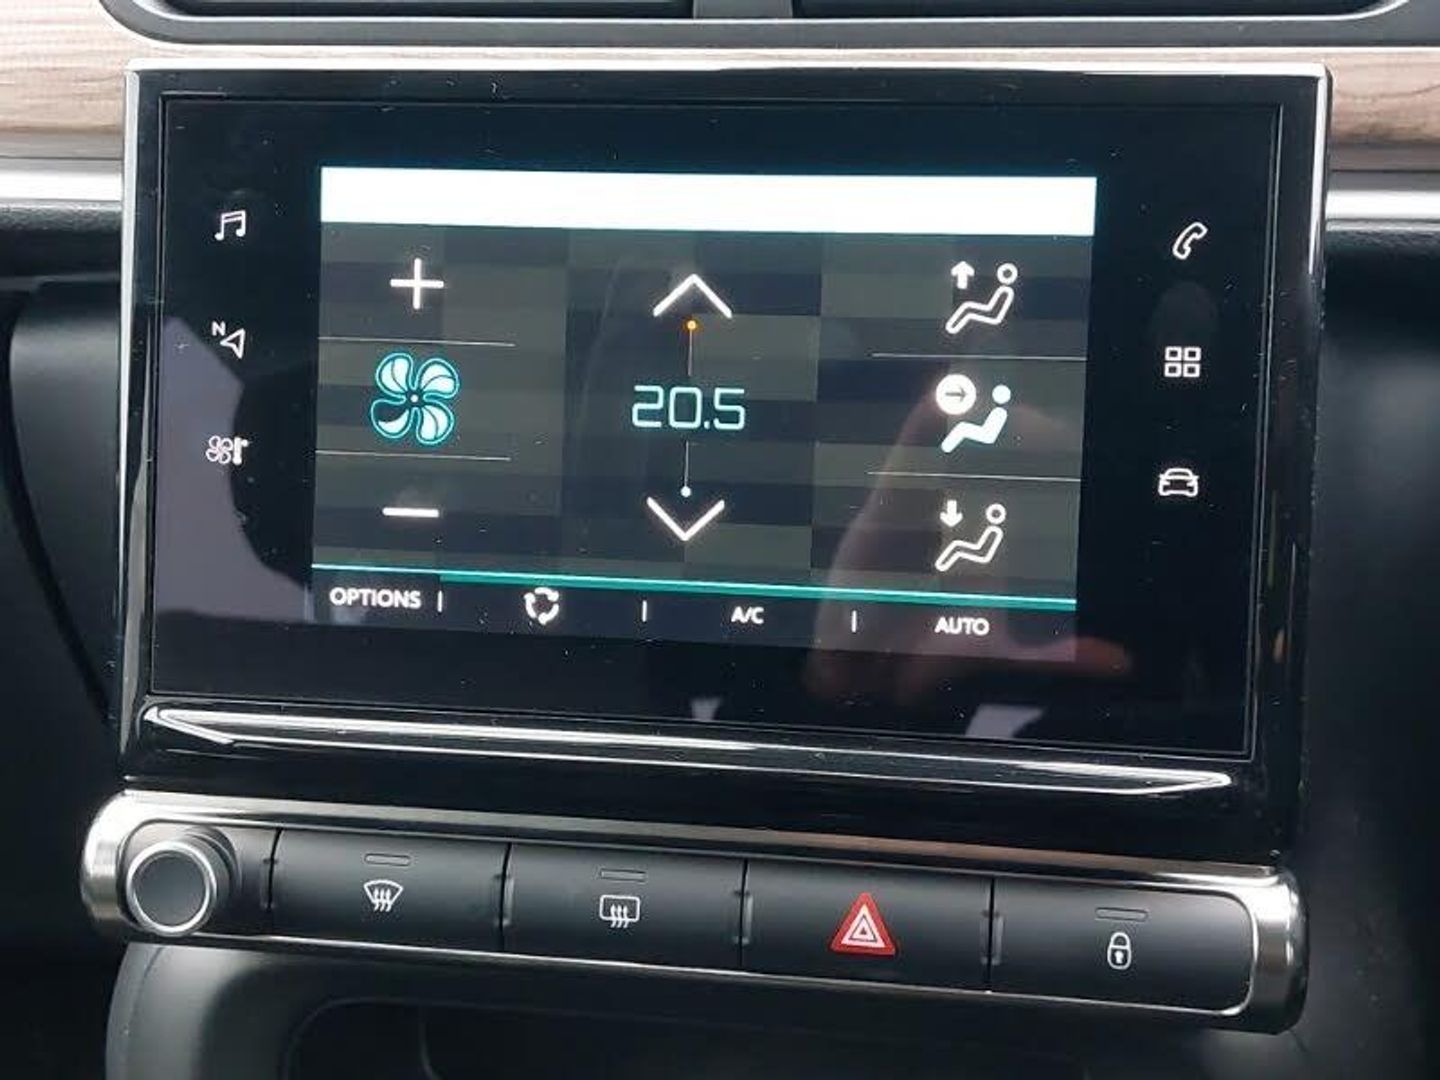 N
20.5
OPTIONS | | A/C | AUTO